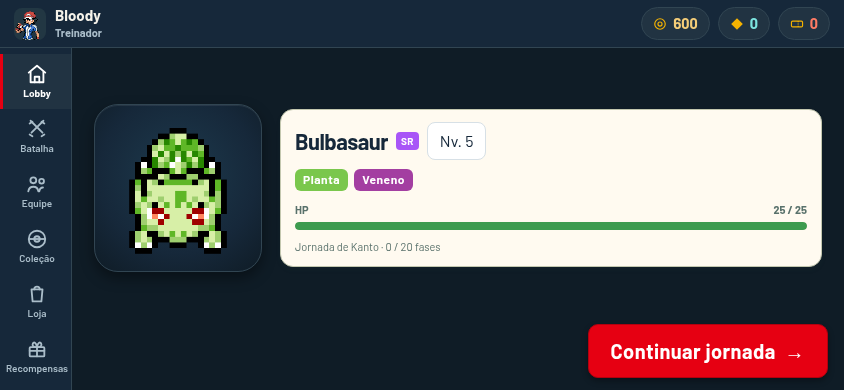 Bloody
Treinador
600
0
0
Lobby
Batalha
Equipe
Coleção
Loja
Recompensas
Bulbasaur SR Nv. 5
Planta Veneno
HP 25 / 25
Jornada de Kanto · 0 / 20 fases
Continuar jornada →